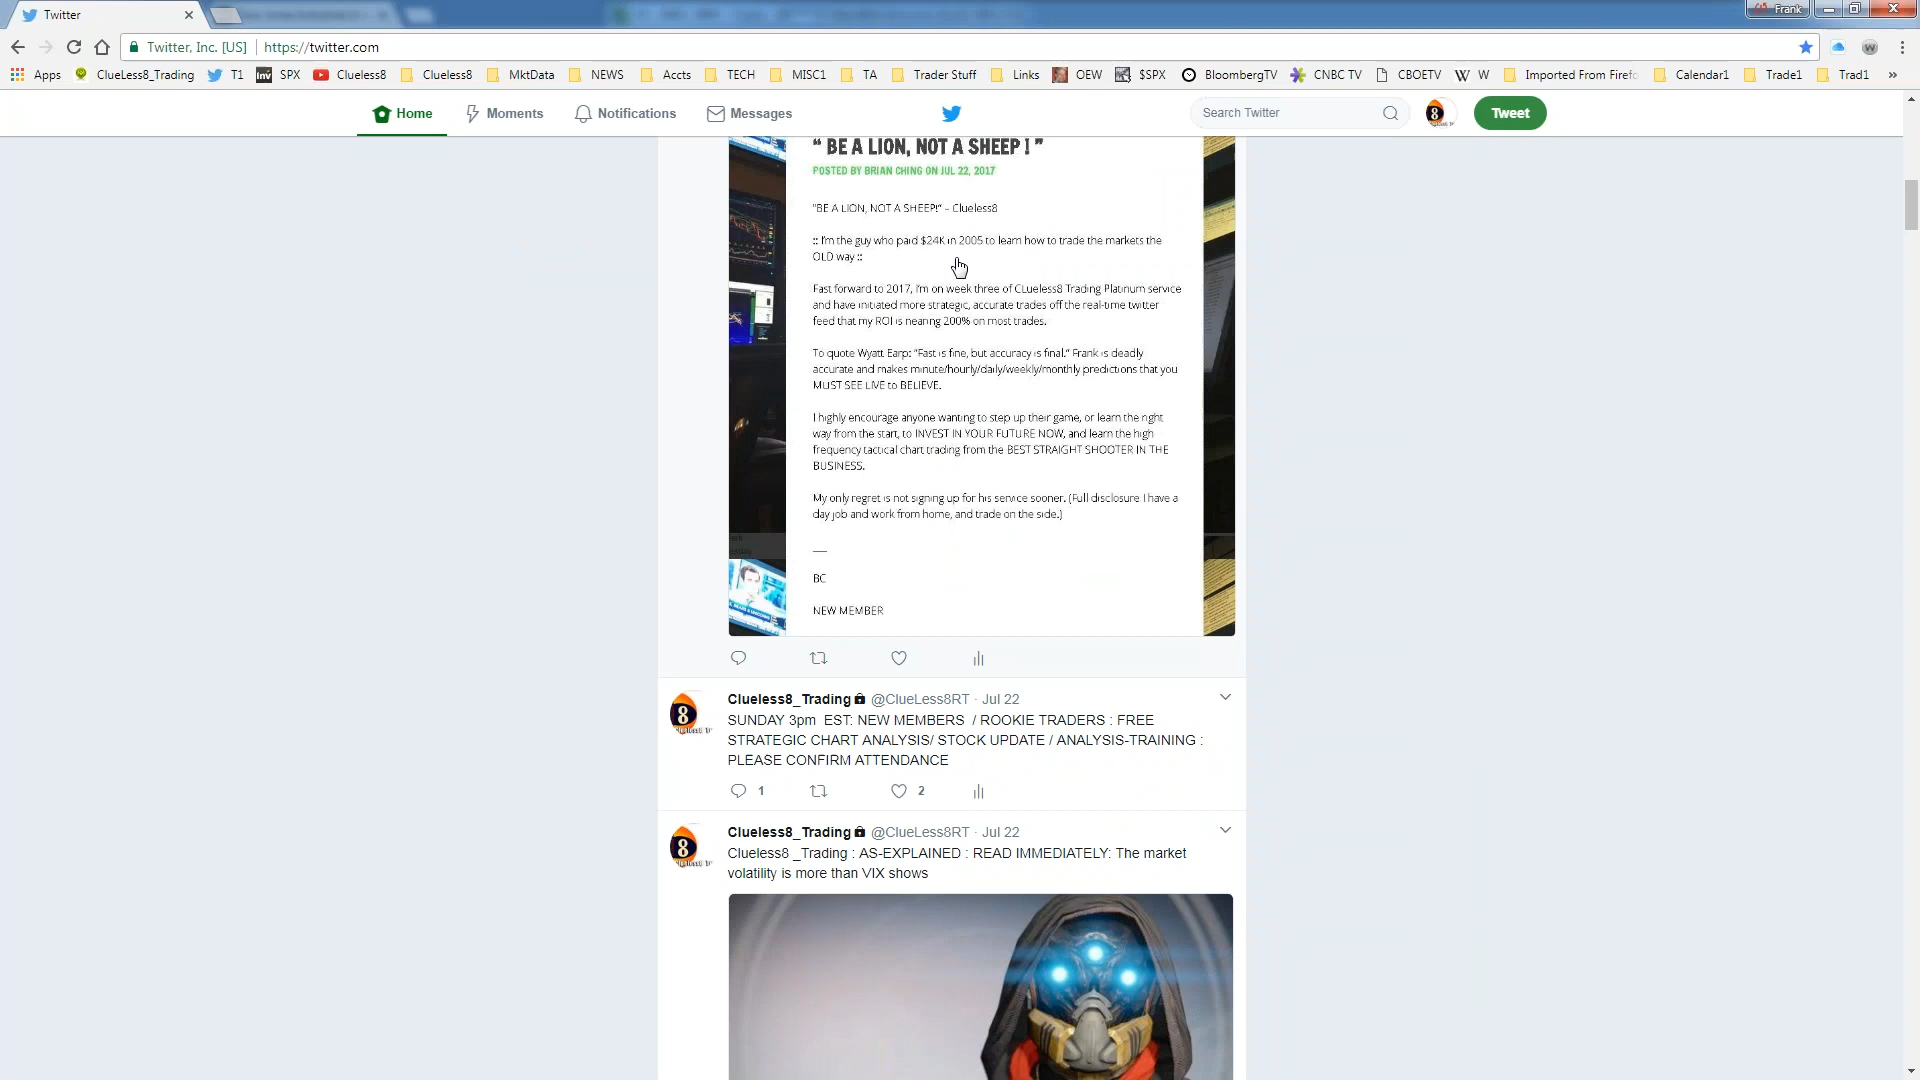 Twitter
Frank
Twitter, Inc. [US] https://twitter.com
Apps ClueLess8_Trading T1 SPX Clueless8 Clueless8 MktData NEWS Accts TECH MISC1 TA Trader Stuff Links OEW $SPX BloombergTV CNBC TV CBOETV W Imported From Firefo Calendar1 Trade1 Trad1
Home Moments Notifications Messages Search Twitter Tweet
“ BE A LION, NOT A SHEEP ! ”
POSTED BY BRIAN CHING ON JUL 22, 2017
"BE A LION, NOT A SHEEP!" – Clueless8
:: I'm the guy who paid $24K in 2005 to learn how to trade the markets the
OLD way ::
Fast forward to 2017, I'm on week three of CLueless8 Trading Platinum service
and have initiated more strategic, accurate trades off the real-time twitter
feed that my ROI is nearing 200% on most trades.
To quote Wyatt Earp: "Fast is fine, but accuracy is final." Frank is deadly
accurate and makes minute/hourly/daily/weekly/monthly predictions that you
MUST SEE LIVE to BELIEVE.
I highly encourage anyone wanting to step up their game, or learn the right
way from the start, to INVEST IN YOUR FUTURE NOW, and learn the high
frequency tactical chart trading from the BEST STRAIGHT SHOOTER IN THE
BUSINESS.
My only regret is not signing up for his service sooner. (Full disclosure I have a
day job and work from home, and trade on the side.)
BC
NEW MEMBER
Clueless8_Trading @ClueLess8RT · Jul 22
SUNDAY 3pm EST: NEW MEMBERS / ROOKIE TRADERS : FREE
STRATEGIC CHART ANALYSIS/ STOCK UPDATE / ANALYSIS-TRAINING :
PLEASE CONFIRM ATTENDANCE
1 2
Clueless8_Trading @ClueLess8RT · Jul 22
Clueless8 _Trading : AS-EXPLAINED : READ IMMEDIATELY: The market
volatility is more than VIX shows